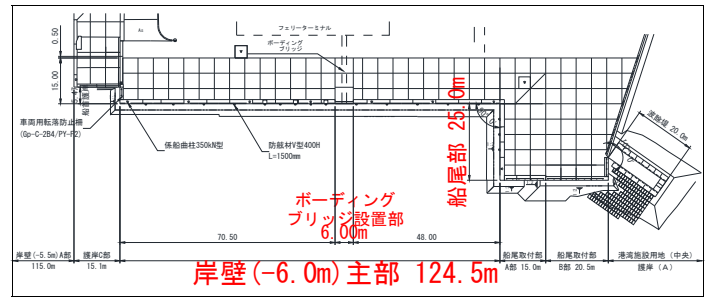 フェリーターミナル
ボーディング
ブリッジ
0.50
15.00
車両用転落防止柵
(Gp-C-2B4/PY-P2)
係船曲柱350kN型
防舷材V型400H
L=1500mm
船尾部 25.0m
波除堤 20.0m
ボーディング
ブリッジ設置部
70.50
6.00m
48.00
岸壁(-5.5m)A部
115.0m
護岸C部
15.1m
岸壁(-6.0m)主部 124.5m
船尾取付部
A部 15.0m
船尾取付部
B部 20.5m
港湾施設用地(中央)
護岸(A)